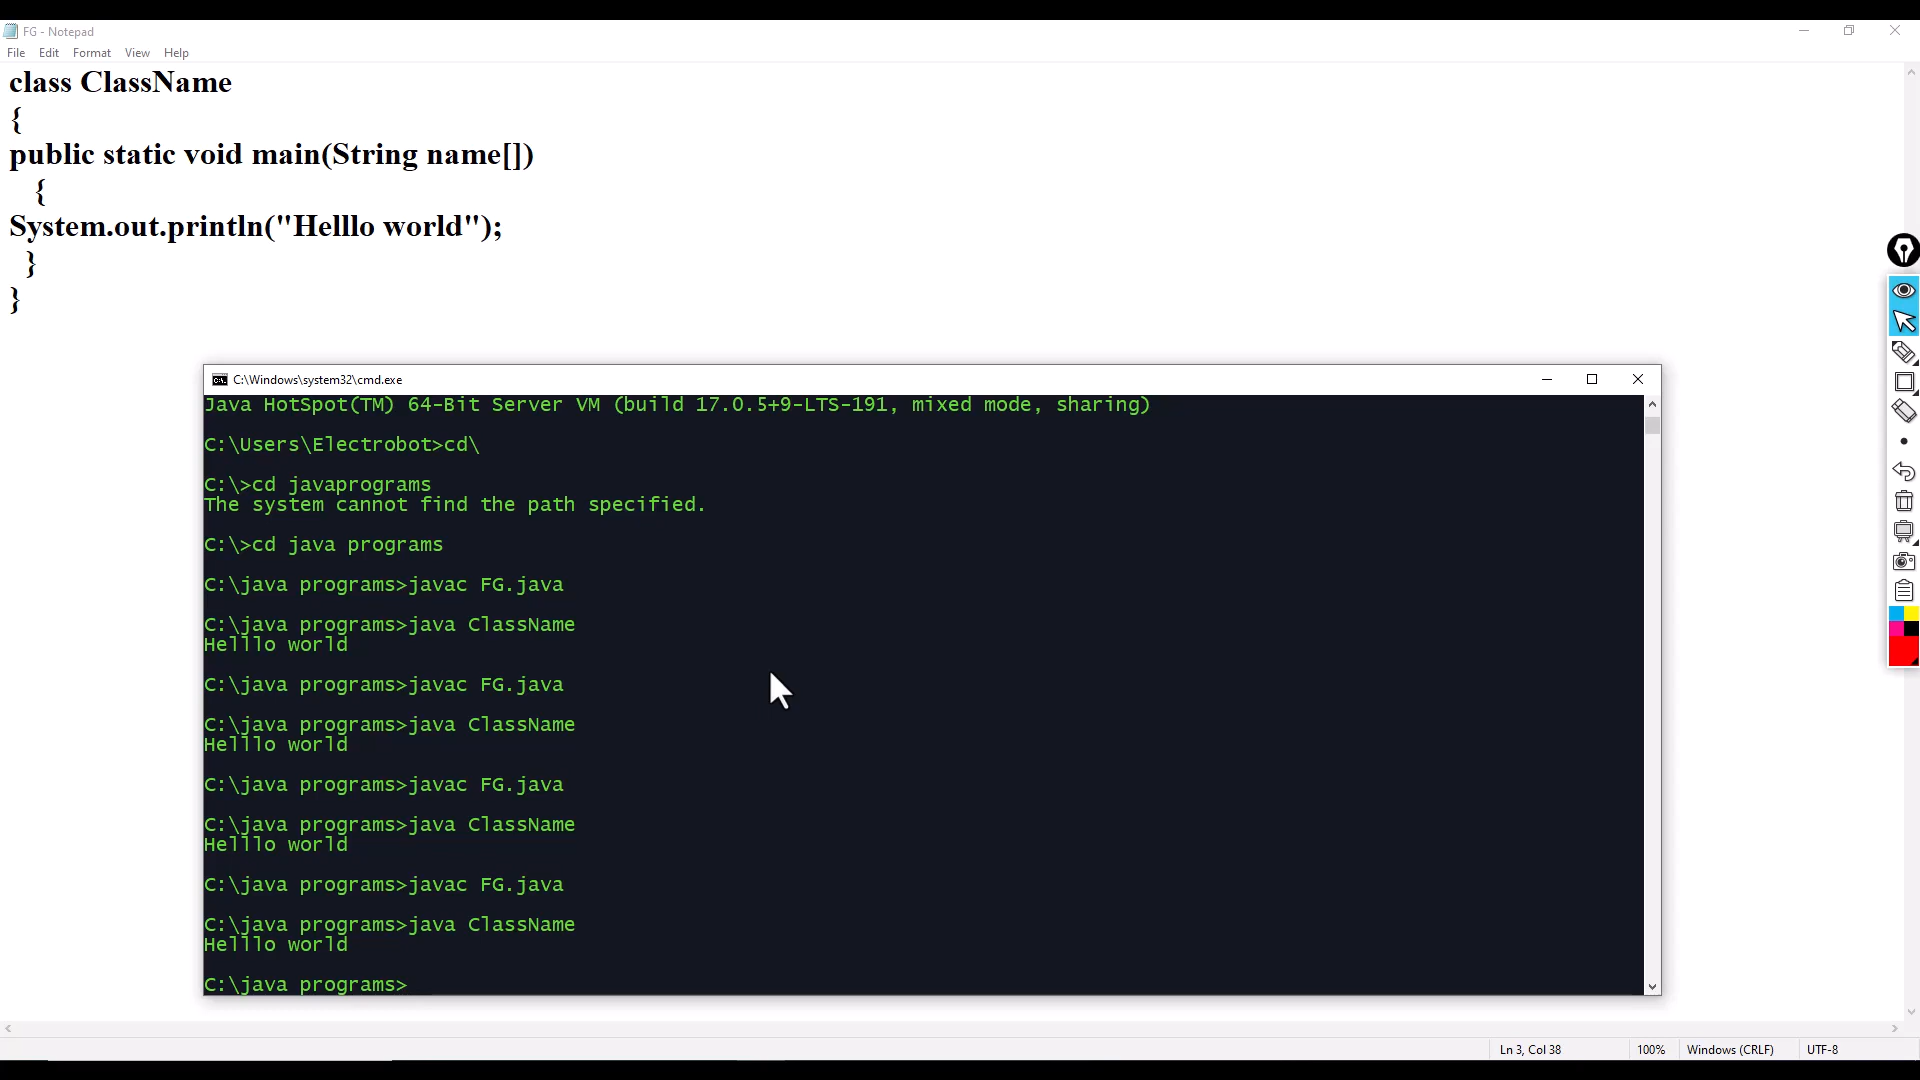 FG - Notepad
File Edit Format View Help
class ClassName
{
public static void main(String name[])
{
System.out.println("Helllo world");
}
}
C:\Windows\system32\cmd.exe
Java HotSpot(TM) 64-Bit Server VM (build 17.0.5+9-LTS-191, mixed mode, sharing)
C:\Users\Electrobot>cd\
C:\>cd javaprograms
The system cannot find the path specified.
C:\>cd java programs
C:\java programs>javac FG.java
C:\java programs>java ClassName
Helllo world
C:\java programs>javac FG.java
C:\java programs>java ClassName
Helllo world
C:\java programs>javac FG.java
C:\java programs>java ClassName
Helllo world
C:\java programs>javac FG.java
C:\java programs>java ClassName
Helllo world
C:\java programs>
Ln 3, Col 38 100% Windows (CRLF) UTF-8